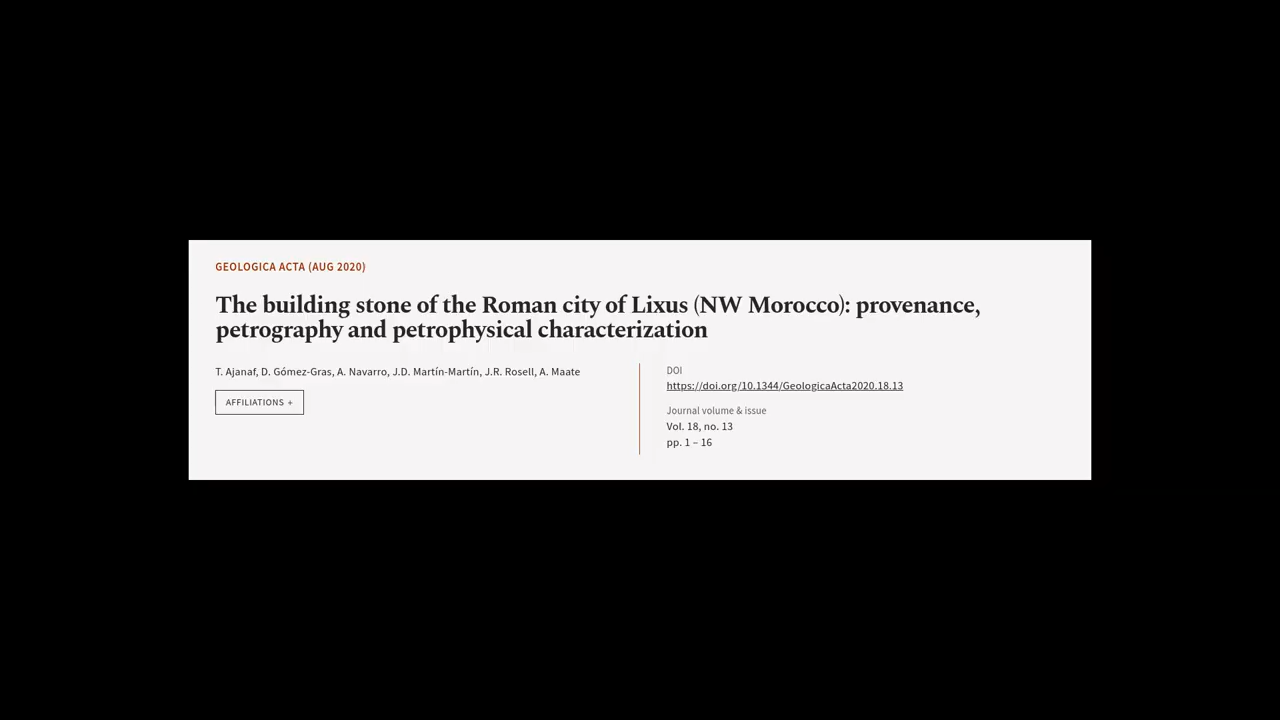 GEOLOGICA ACTA (AUG 2020)
The building stone of the Roman city of Lixus (NW Morocco): provenance,
petrography and petrophysical characterization
T. Ajanaf, D. Gómez-Gras, A. Navarro, J.D. Martín-Martín, J.R. Rosell, A. Maate
AFFILIATIONS +
DOI
https://doi.org/10.1344/GeologicaActa2020.18.13
Journal volume & issue
Vol. 18, no. 13
pp. 1 – 16